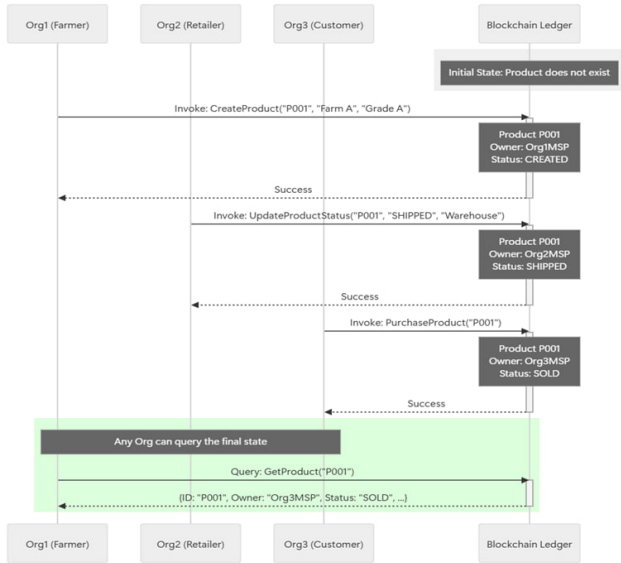 Org1 (Farmer)
Org2 (Retailer)
Org3 (Customer)
Blockchain Ledger
Initial State: Product does not exist
Invoke: CreateProduct("P001", "Farm A", "Grade A")
Product P001
Owner: Org1MSP
Status: CREATED
Success
Invoke: UpdateProductStatus("P001", "SHIPPED", "Warehouse")
Product P001
Owner: Org2MSP
Status: SHIPPED
Success
Invoke: PurchaseProduct("P001")
Product P001
Owner: Org3MSP
Status: SOLD
Success
Any Org can query the final state
Query: GetProduct("P001")
{ID: "P001", Owner: "Org3MSP", Status: "SOLD", ...}
Org1 (Farmer)
Org2 (Retailer)
Org3 (Customer)
Blockchain Ledger